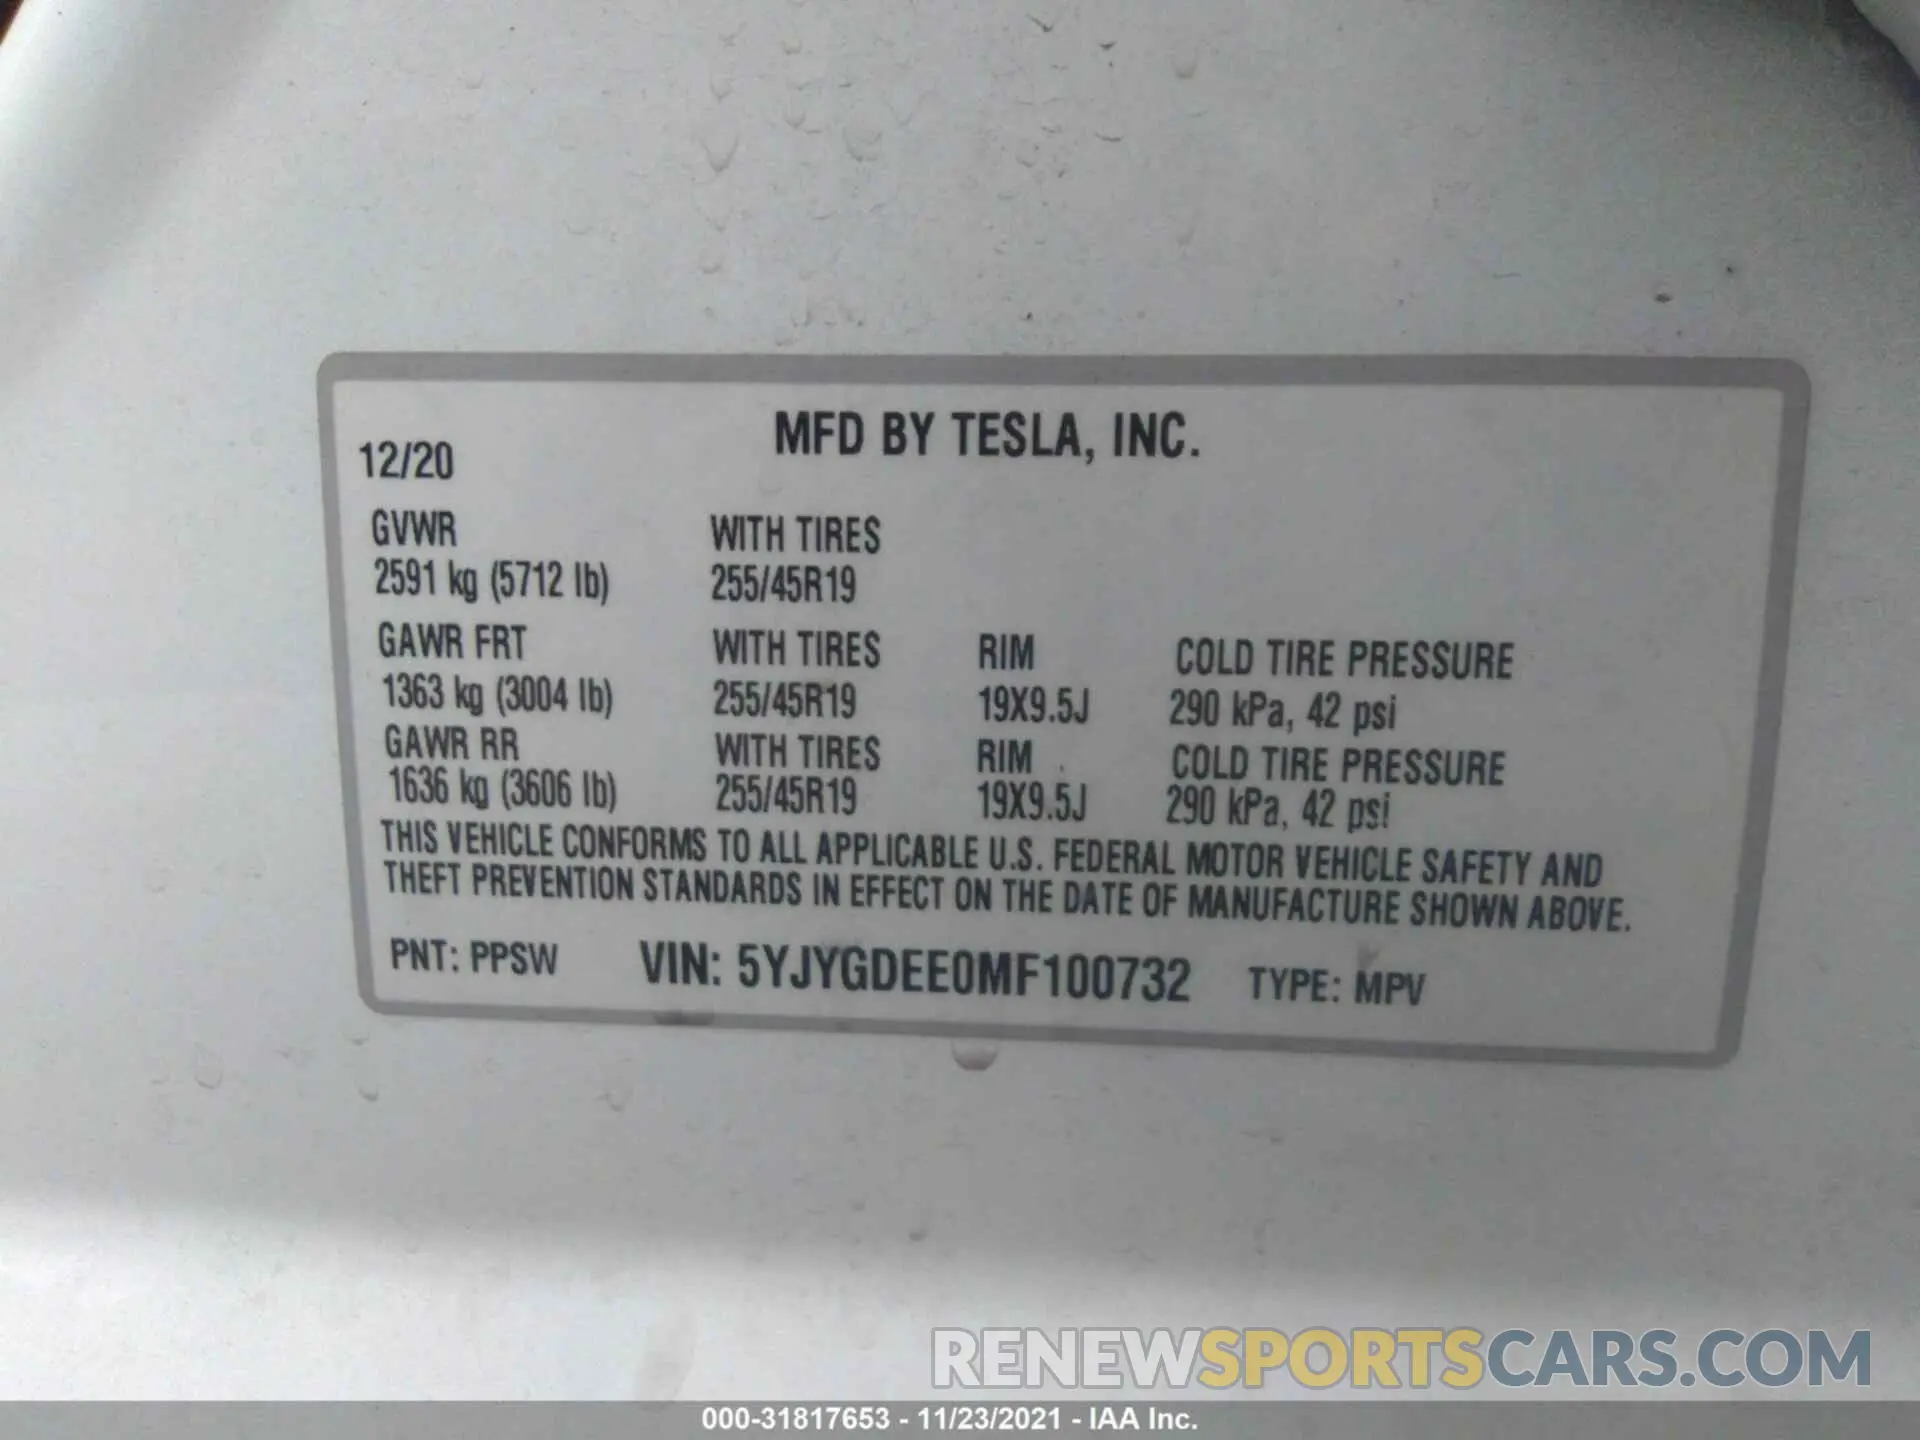 MFD BY TESLA, INC.
12/20
GVWR WITH TIRES
2591 kg (5712 lb) 255/45R19
GAWR FRT WITH TIRES RIM COLD TIRE PRESSURE
1363 kg (3004 lb) 255/45R19 19X9.5J 290 kPa, 42 psi
GAWR RR WITH TIRES RIM COLD TIRE PRESSURE
1636 kg (3606 lb) 255/45R19 19X9.5J 290 kPa, 42 psi
THIS VEHICLE CONFORMS TO ALL APPLICABLE U.S. FEDERAL MOTOR VEHICLE SAFETY AND
THEFT PREVENTION STANDARDS IN EFFECT ON THE DATE OF MANUFACTURE SHOWN ABOVE.
PNT: PPSW VIN: 5YJYGDEE0MF100732 TYPE: MPV
RENEWSPORTSCARS.COM
000-31817653 - 11/23/2021 - IAA Inc.